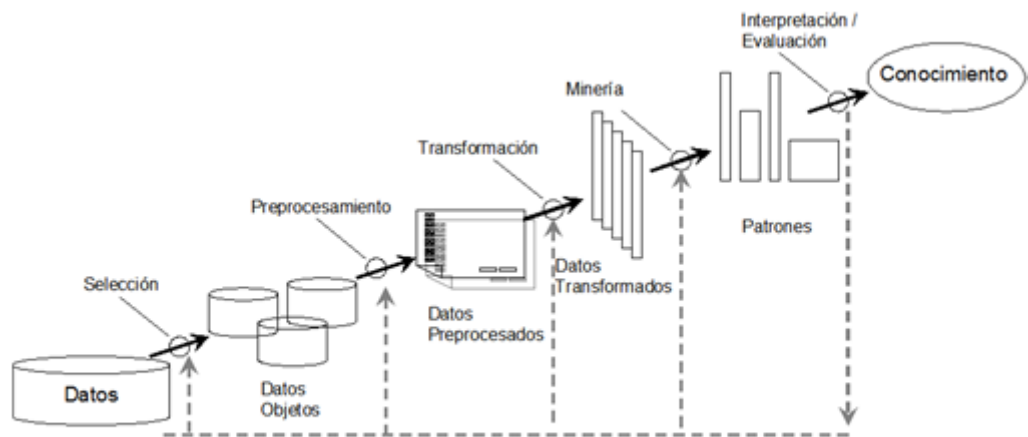 Interpretación /
Evaluación
Conocimiento
Minería
Transformación
Preprocesamiento
Patrones
Selección
Datos
Transformados
Datos
Preprocesados
Datos
Datos
Objetos